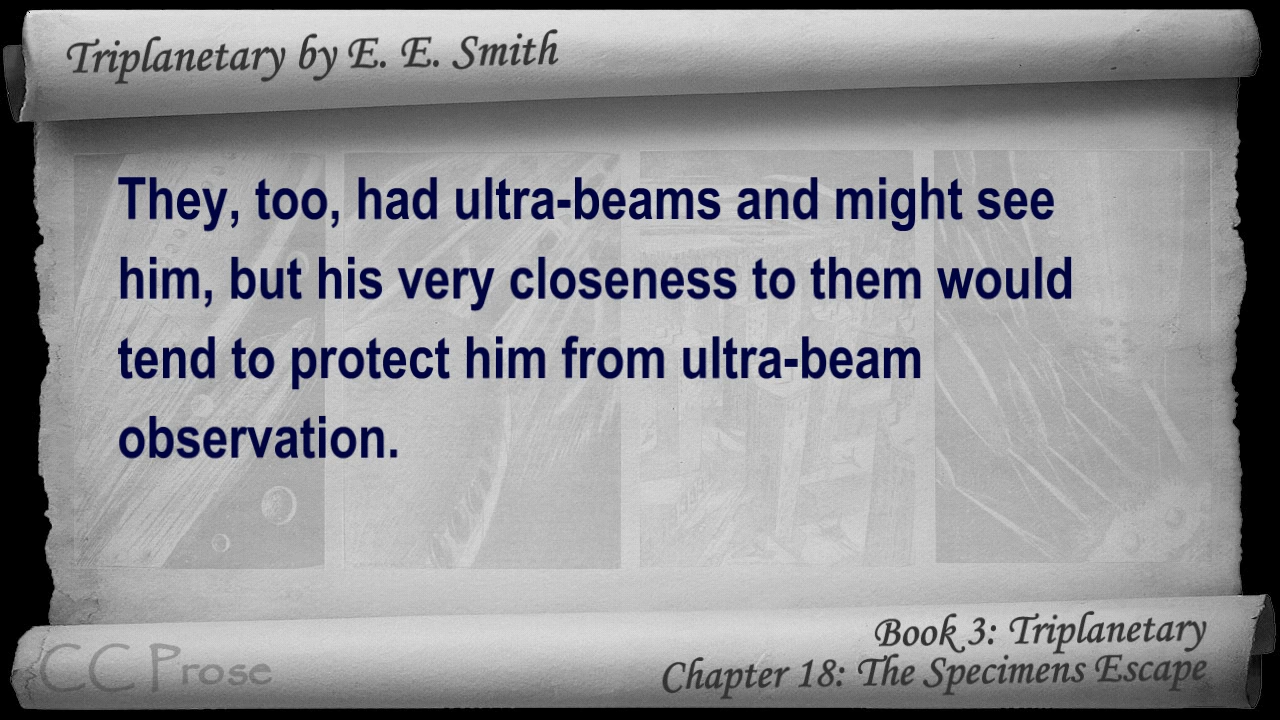 Triplanetary by E. E. Smith
They, too, had ultra-beams and might see
him, but his very closeness to them would
tend to protect him from ultra-beam
observation.
Book 3: Triplanetary
Chapter 18: The Specimens Escape
CC Prose